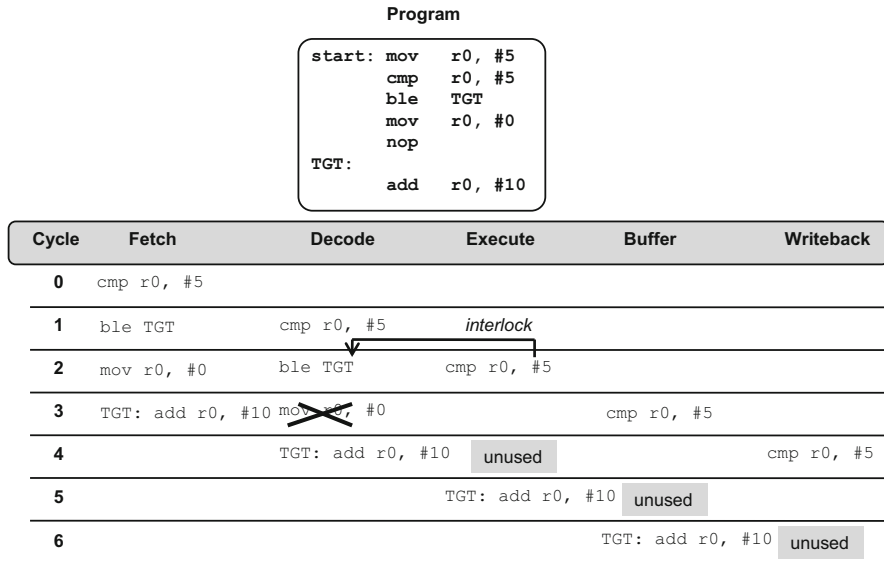 Program
start: mov r0, #5
cmp r0, #5
ble TGT
mov r0, #0
nop
TGT:
add r0, #10
Cycle Fetch Decode Execute Buffer Writeback
0 cmp r0, #5
1 ble TGT cmp r0, #5 interlock
2 mov r0, #0 ble TGT cmp r0, #5
3 TGT: add r0, #10 mov r0, #0 cmp r0, #5
4 TGT: add r0, #10 unused cmp r0, #5
5 TGT: add r0, #10 unused
6 TGT: add r0, #10 unused